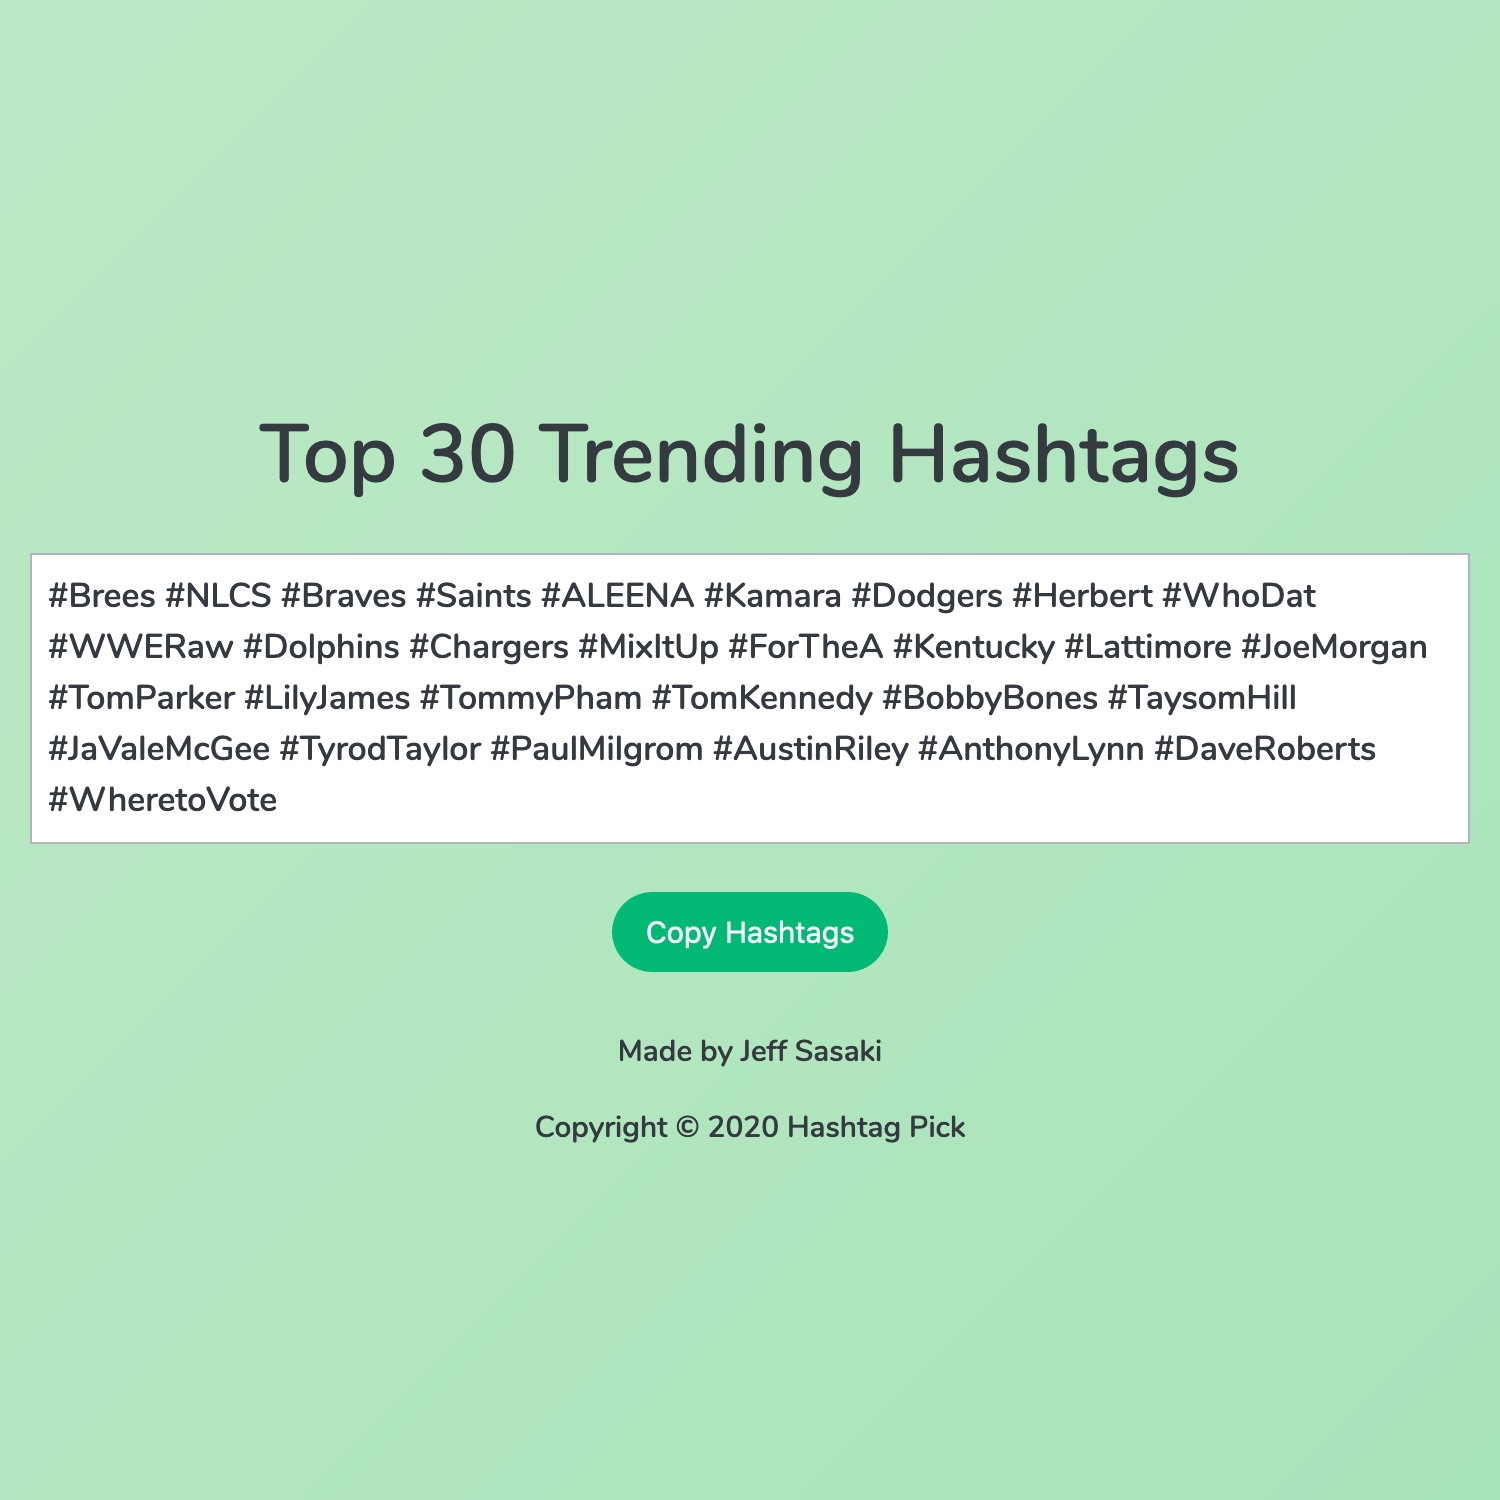 Top 30 Trending Hashtags
#Brees #NLCS #Braves #Saints #ALEENA #Kamara #Dodgers #Herbert #WhoDat
#WWERaw #Dolphins #Chargers #MixItUp #ForTheA #Kentucky #Lattimore #JoeMorgan
#TomParker #LilyJames #TommyPham #TomKennedy #BobbyBones #TaysomHill
#JaValeMcGee #TyrodTaylor #PaulMilgrom #AustinRiley #AnthonyLynn #DaveRoberts
#WheretoVote
Copy Hashtags
Made by Jeff Sasaki
Copyright © 2020 Hashtag Pick